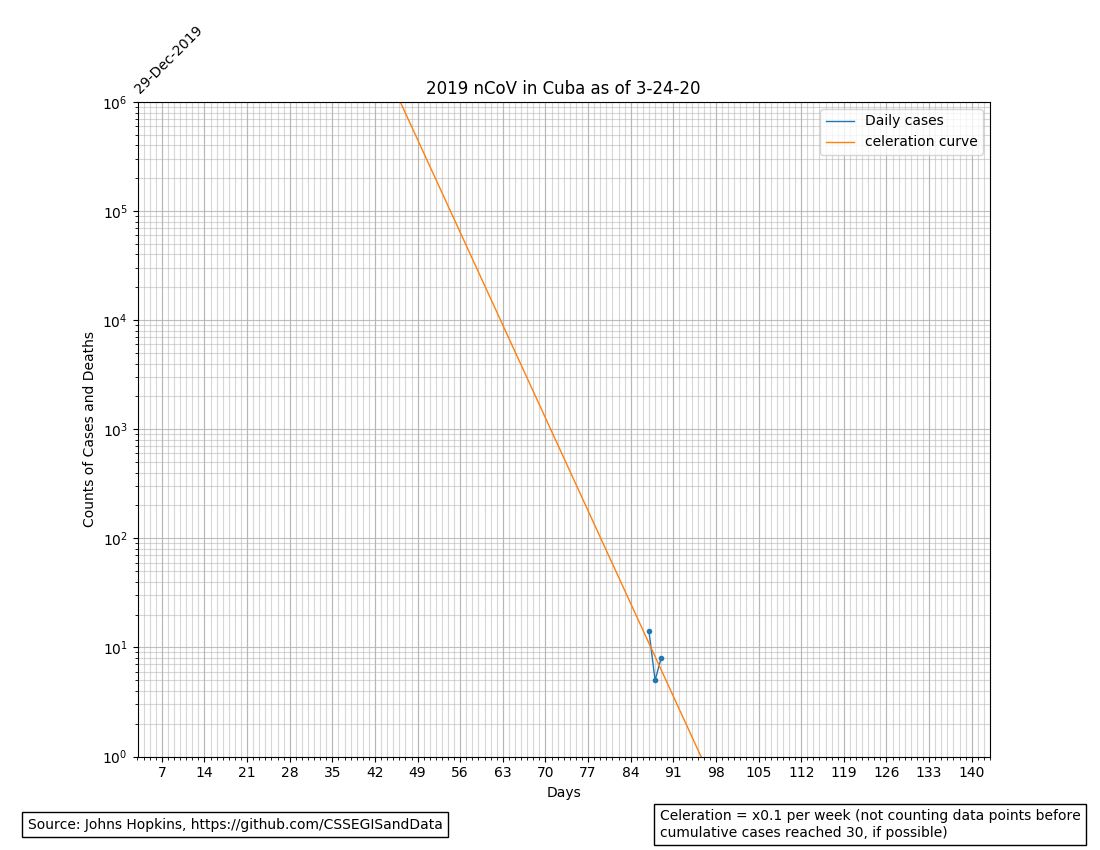 29-Dec-2019
2019 nCoV in Cuba as of 3-24-20
Daily cases
celeration curve
Counts of Cases and Deaths
10^6
10^5
10^4
10^3
10^2
10^1
10^0
7 14 21 28 35 42 49 56 63 70 77 84 91 98 105 112 119 126 133 140
Days
Source: Johns Hopkins, https://github.com/CSSEGISandData
Celeration = x0.1 per week (not counting data points before
cumulative cases reached 30, if possible)